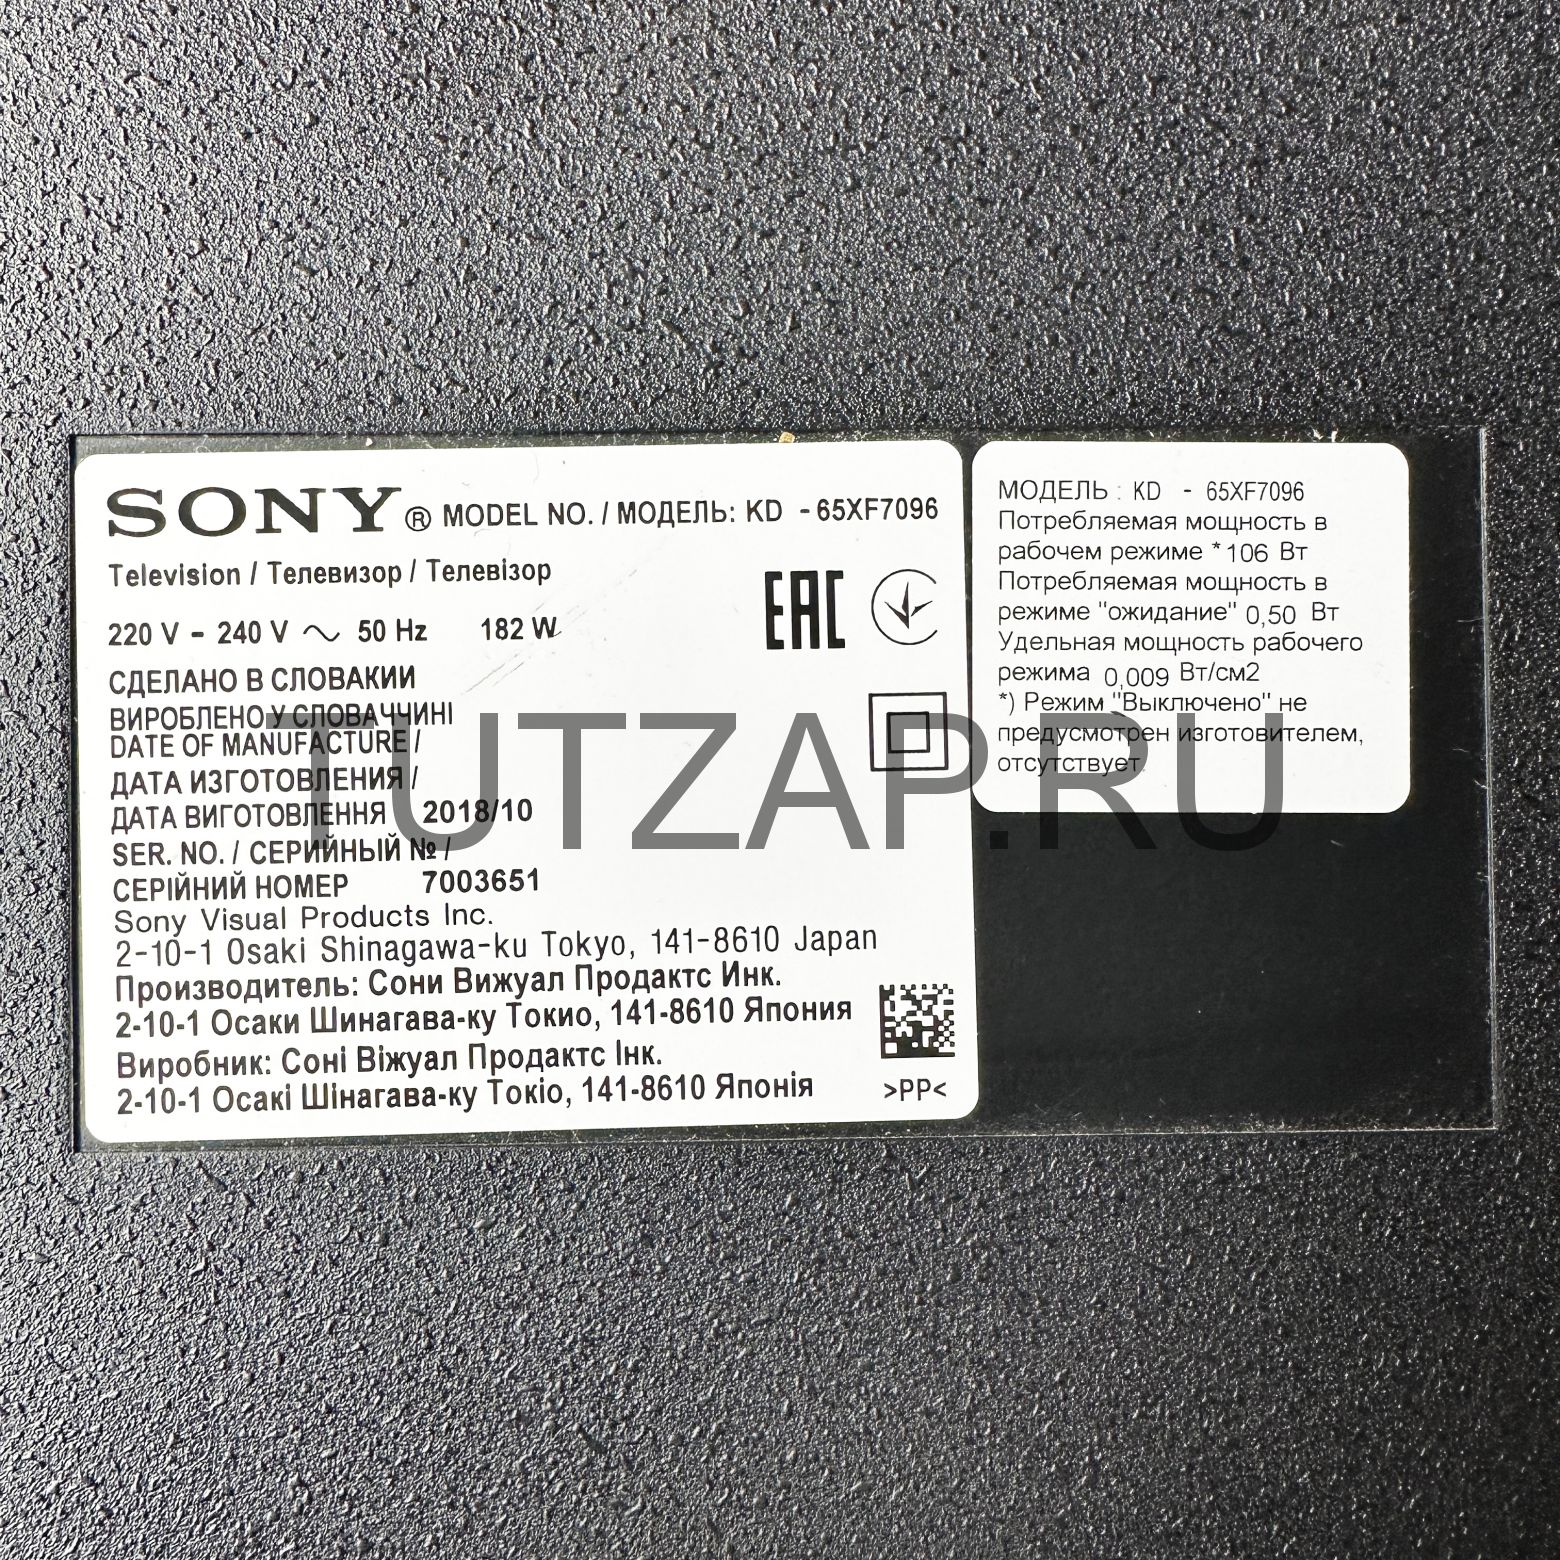 SONY® MODEL NO. / МОДЕЛЬ: KD - 65XF7096
Television / Телевизор / Телевізор
220 V - 240 V ~ 50 Hz 182 W
EAC
СДЕЛАНО В СЛОВАКИИ
ВИРОБЛЕНО У СЛОВАЧЧИНІ
DATE OF MANUFACTURE /
ДАТА ИЗГОТОВЛЕНИЯ /
ДАТА ВИГОТОВЛЕННЯ 2018/10
SER. NO. / СЕРИЙНЫЙ № /
СЕРІЙНИЙ НОМЕР 7003651
Sony Visual Products Inc.
2-10-1 Osaki Shinagawa-ku Tokyo, 141-8610 Japan
Производитель: Сони Вижуал Продактс Инк.
2-10-1 Осаки Шинагава-ку Токио, 141-8610 Япония
Виробник: Соні Віжуал Продактс Інк.
2-10-1 Осакі Шінагава-ку Токіо, 141-8610 Японія
>PP<
МОДЕЛЬ : KD - 65XF7096
Потребляемая мощность в
рабочем режиме *106 Вт
Потребляемая мощность в
режиме "ожидание" 0,50 Вт
Удельная мощность рабочего
режима 0,009 Вт/см2
*) Режим "Выключено" не
предусмотрен изготовителем,
отсутствует.
TUTZAP.RU